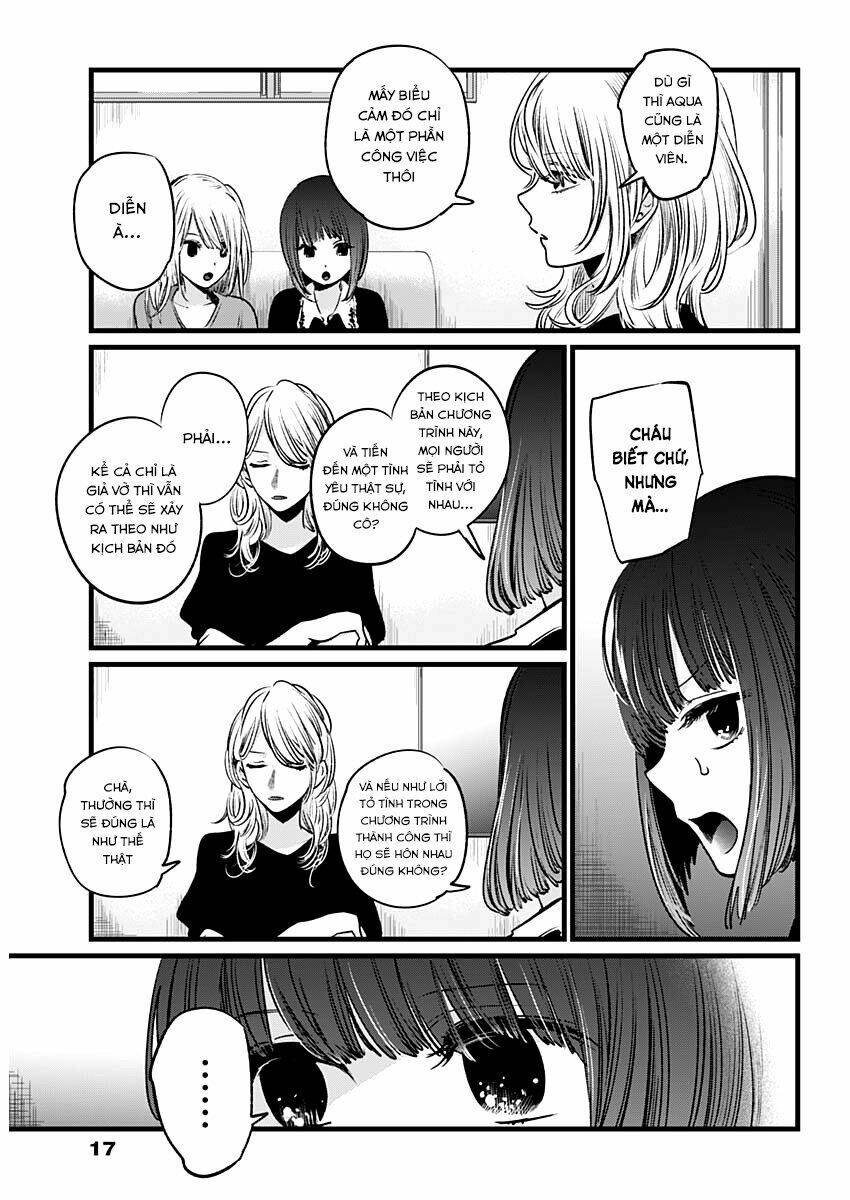 DÙ GÌ
THÌ AQUA
CŨNG LÀ
MỘT DIỄN
VIÊN.
MẤY BIỂU
CẢM ĐÓ CHỈ
LÀ MỘT PHẦN
CÔNG VIỆC
THÔI
DIỄN
À...
CHÁU
BIẾT CHỨ,
NHƯNG
MÀ...
THEO KỊCH
BẢN CHƯƠNG
TRÌNH NÀY,
MỌI NGƯỜI
SẼ PHẢI TỎ
TÌNH VỚI
NHAU...
VÀ TIẾN
ĐẾN MỘT TÌNH
YÊU THẬT SỰ,
ĐÚNG KHÔNG
CÔ?
PHẢI...
KỂ CẢ CHỈ LÀ
GIẢ VỜ THÌ VẪN
CÓ THỂ SẼ XẢY
RA THEO NHƯ
KỊCH BẢN ĐÓ
VÀ NẾU NHƯ LỜI
TỎ TÌNH TRONG
CHƯƠNG TRÌNH
THÀNH CÔNG THÌ
HỌ SẼ HÔN NHAU
ĐÚNG KHÔNG?
CHÀ,
THƯỜNG THÌ
SẼ ĐÚNG LÀ
NHƯ THẾ
THẬT
......
17